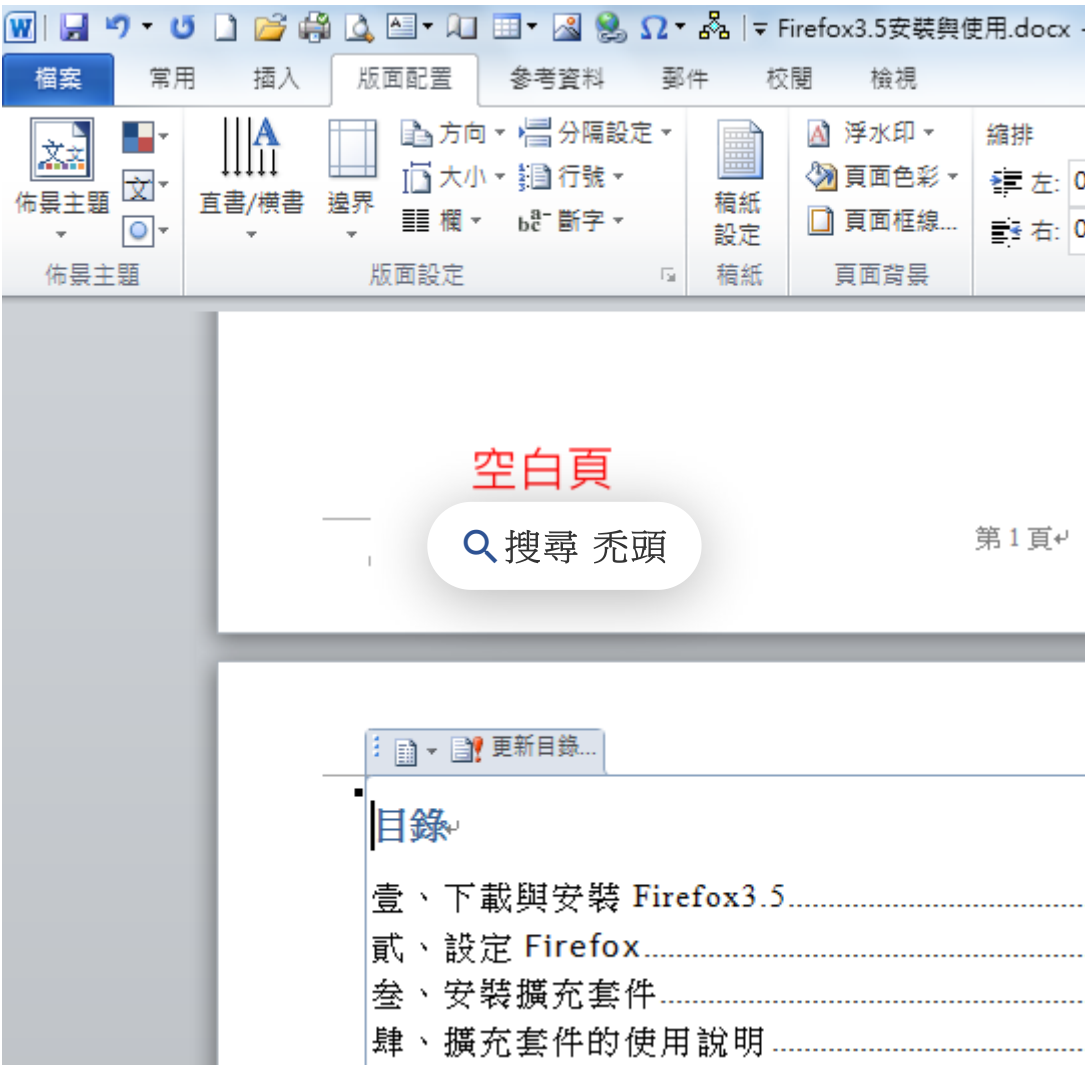 Firefox3.5安裝與使用.docx -
檔案 常用 插入 版面配置 參考資料 郵件 校閱 檢視
文文 方向 分隔設定 浮水印 縮排
佈景主題 文 直書/橫書 邊界 大小 行號 稿紙設定 頁面色彩 左: 0
欄 斷字 頁面框線... 右: 0
佈景主題 版面設定 稿紙 頁面背景
空白頁
搜尋 禿頭
第 1 頁
更新目錄...
目錄
壹、下載與安裝 Firefox3.5
貳、設定 Firefox
叁、安裝擴充套件
肆、擴充套件的使用說明